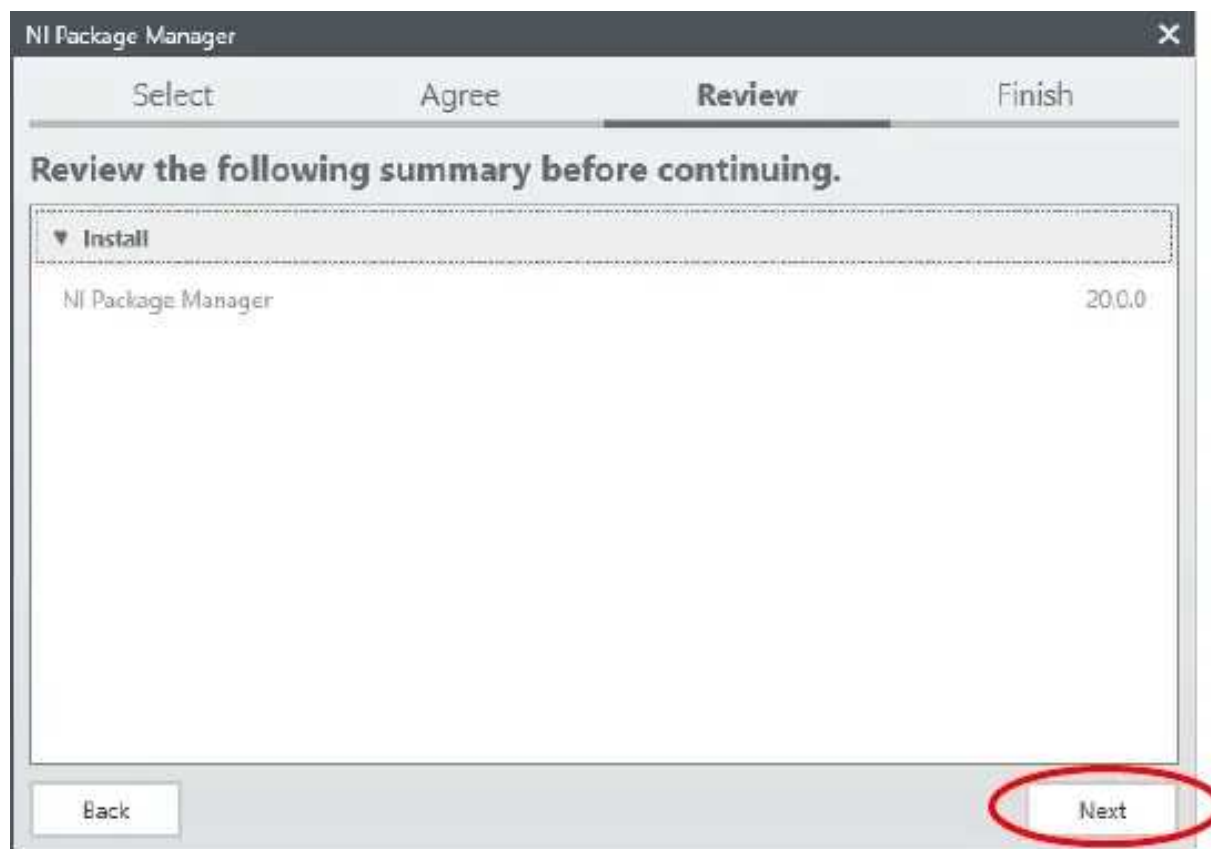 NI Package Manager
Select Agree Review Finish
Review the following summary before continuing.
Install
NI Package Manager 20.0.0
Back Next